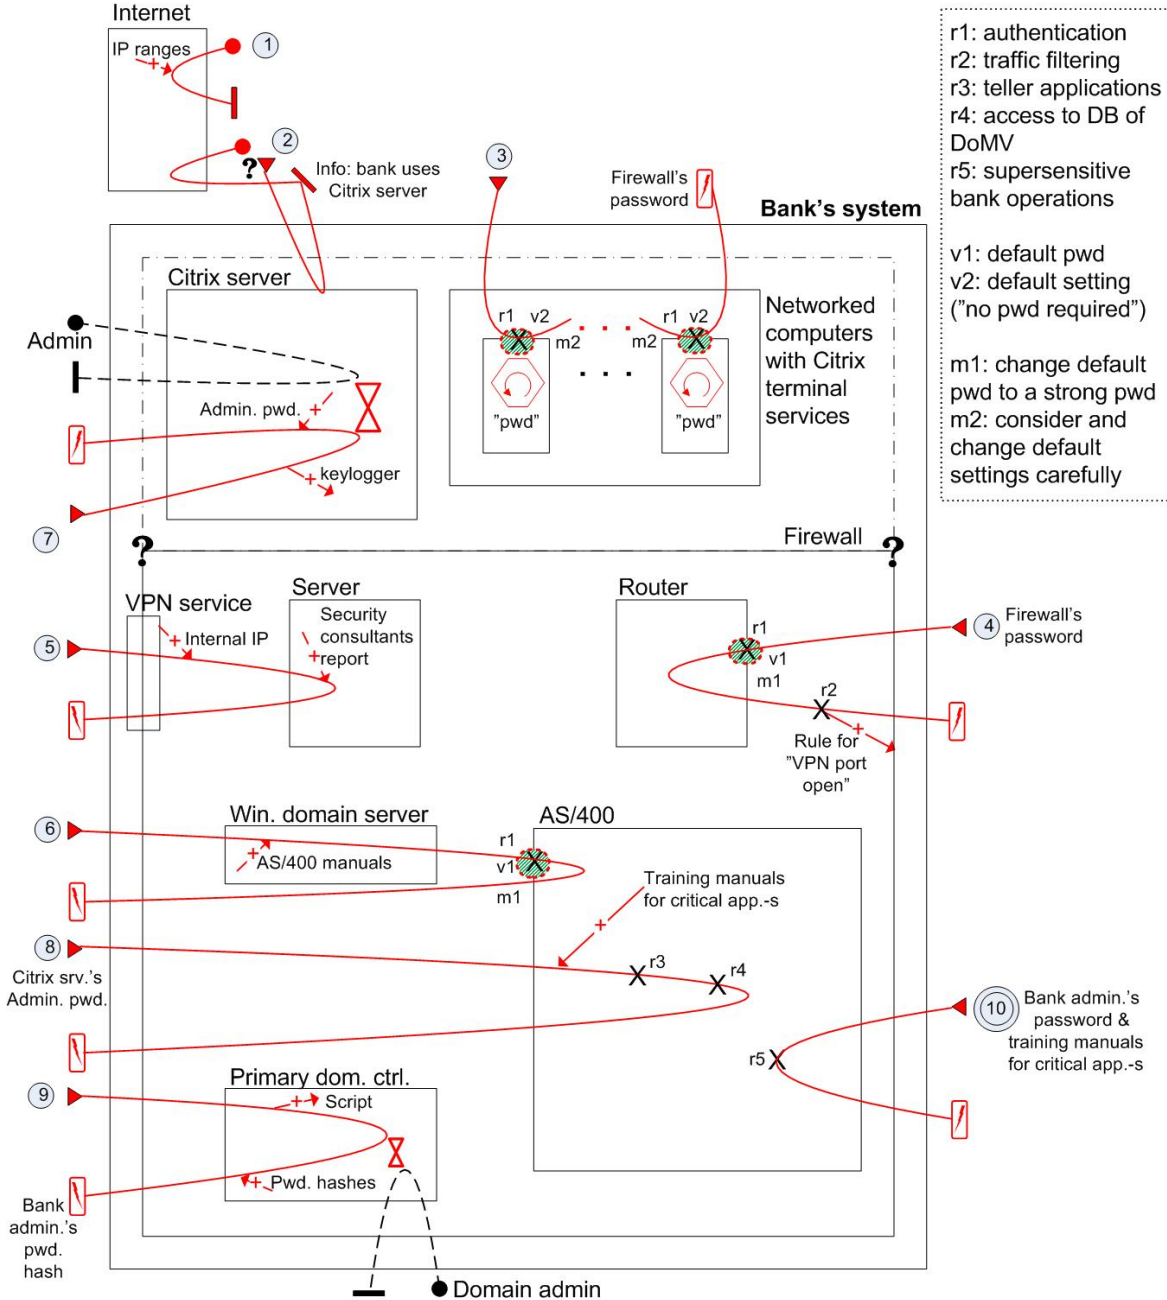 Internet
IP ranges
1
2
?
Info: bank uses
Citrix server
3
Firewall's
password
Bank's system
r1: authentication
r2: traffic filtering
r3: teller applications
r4: access to DB of
DoMV
r5: supersensitive
bank operations
v1: default pwd
v2: default setting
("no pwd required")
m1: change default
pwd to a strong pwd
m2: consider and
change default
settings carefully
Citrix server
Admin
Admin. pwd.
+
+
keylogger
7
r1 v2
m2
"pwd"
. . .
. . .
r1 v2
m2
"pwd"
Networked
computers
with Citrix
terminal
services
?
Firewall
?
VPN service
5
+
Internal IP
Server
Security
consultants
+
report
Router
r1
v1
m1
r2
+
Rule for
"VPN port
open"
4
Firewall's
password
Win. domain server
6
+
AS/400 manuals
AS/400
r1
v1
m1
Training manuals
for critical app.-s
+
8
Citrix srv.'s
Admin. pwd.
r3
r4
r5
10
Bank admin.'s
password &
training manuals
for critical app.-s
Primary dom. ctrl.
9
+
Script
+
Pwd. hashes
Bank
admin.'s
pwd.
hash
Domain admin